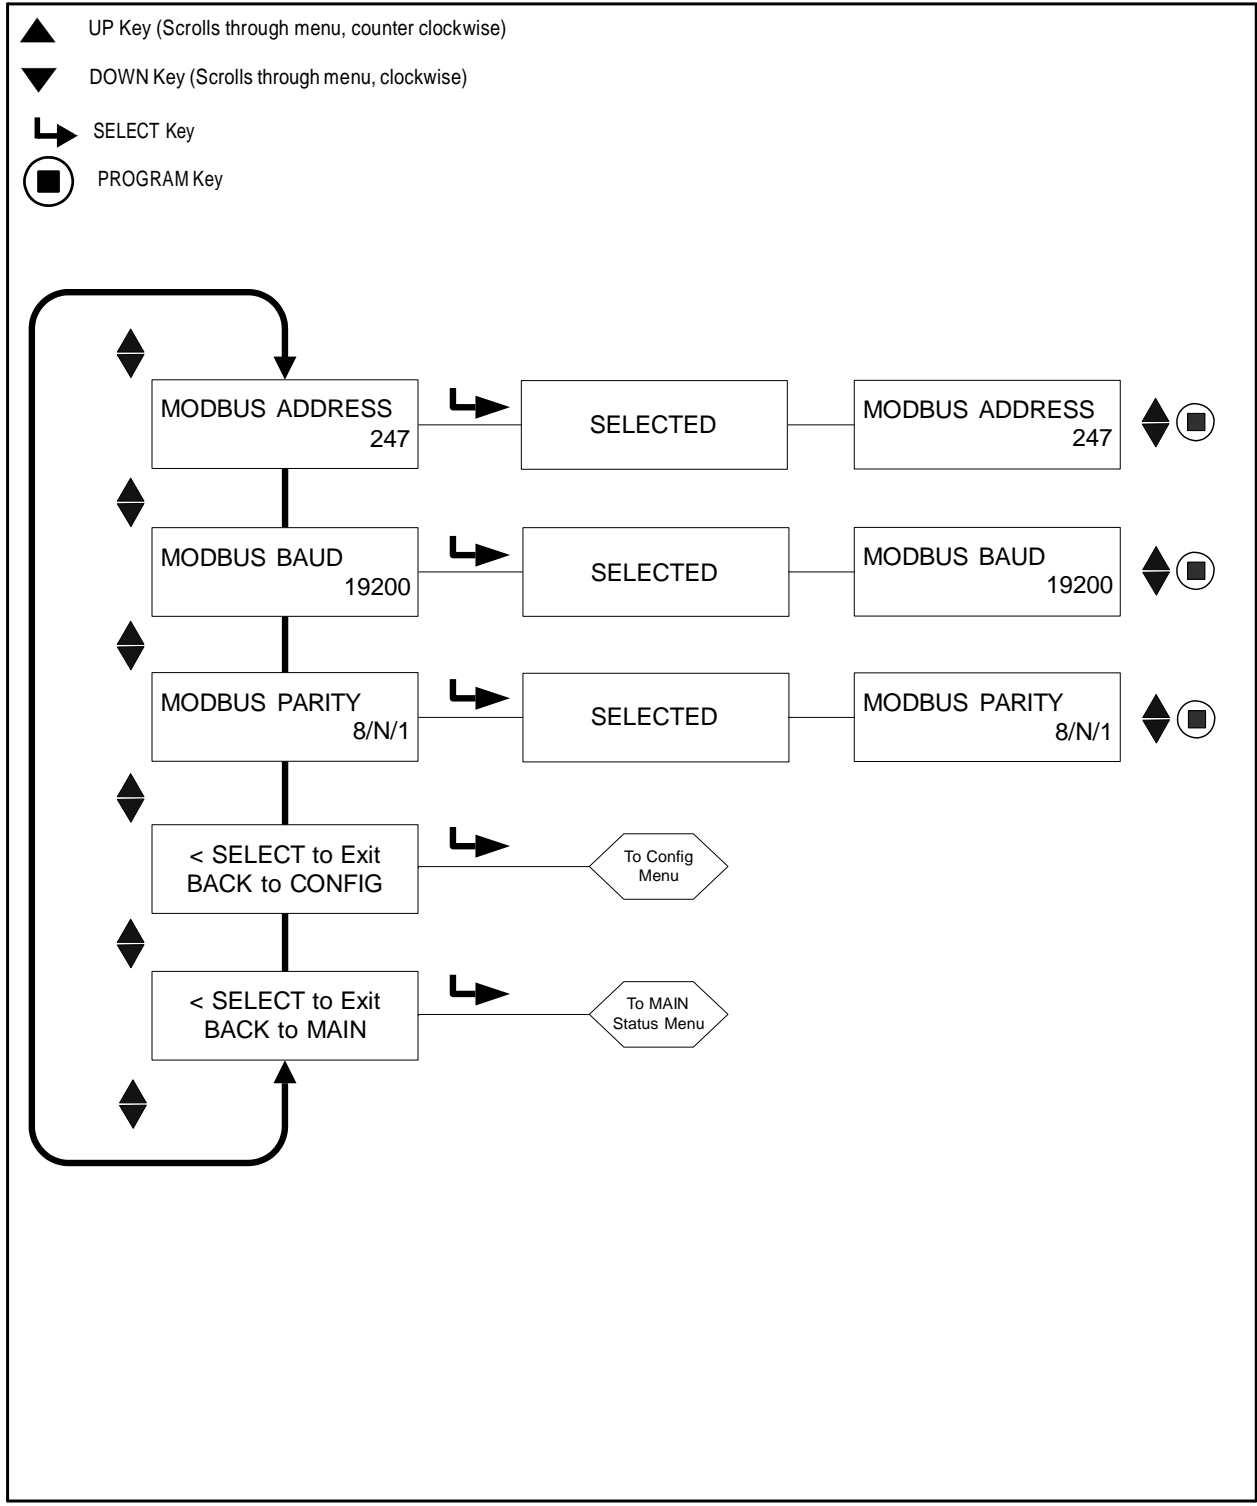 UP Key (Scrolls through menu, counter clockwise)
DOWN Key (Scrolls through menu, clockwise)
SELECT Key
PROGRAM Key
MODBUS ADDRESS
247
SELECTED
MODBUS ADDRESS
247
MODBUS BAUD
19200
SELECTED
MODBUS BAUD
19200
MODBUS PARITY
8/N/1
SELECTED
MODBUS PARITY
8/N/1
< SELECT to Exit
BACK to CONFIG
To Config
Menu
< SELECT to Exit
BACK to MAIN
To MAIN
Status Menu